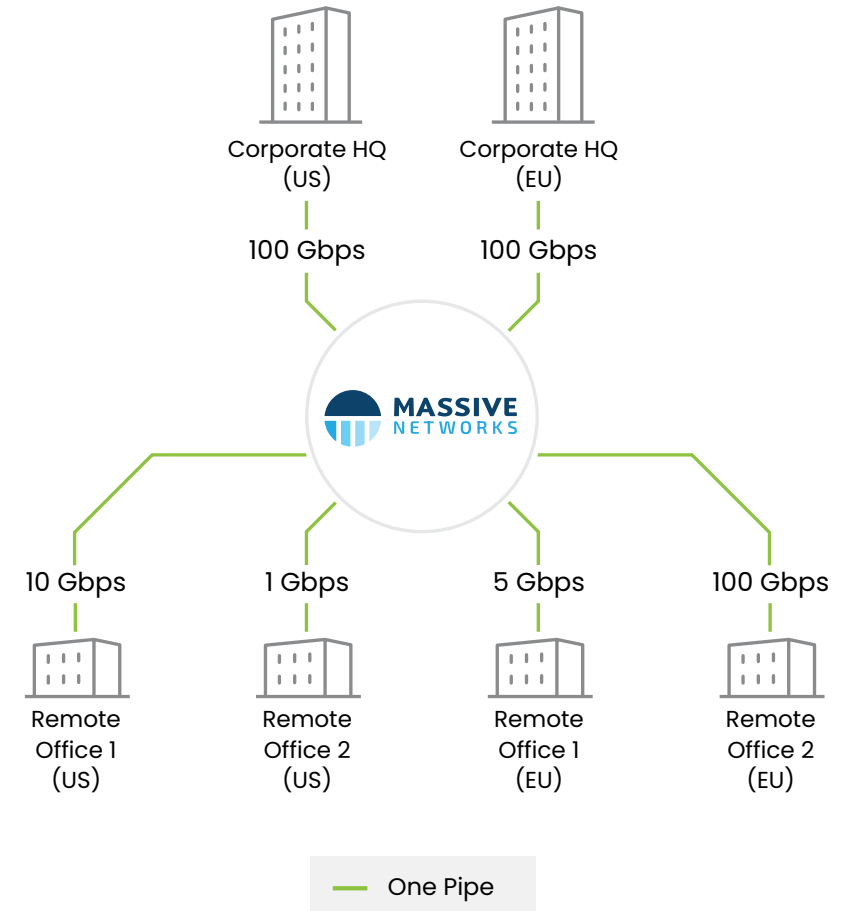 Corporate HQ
(US)
Corporate HQ
(EU)
100 Gbps
100 Gbps
MASSIVE
NETWORKS
10 Gbps
1 Gbps
5 Gbps
100 Gbps
Remote
Office 1
(US)
Remote
Office 2
(US)
Remote
Office 1
(EU)
Remote
Office 2
(EU)
One Pipe